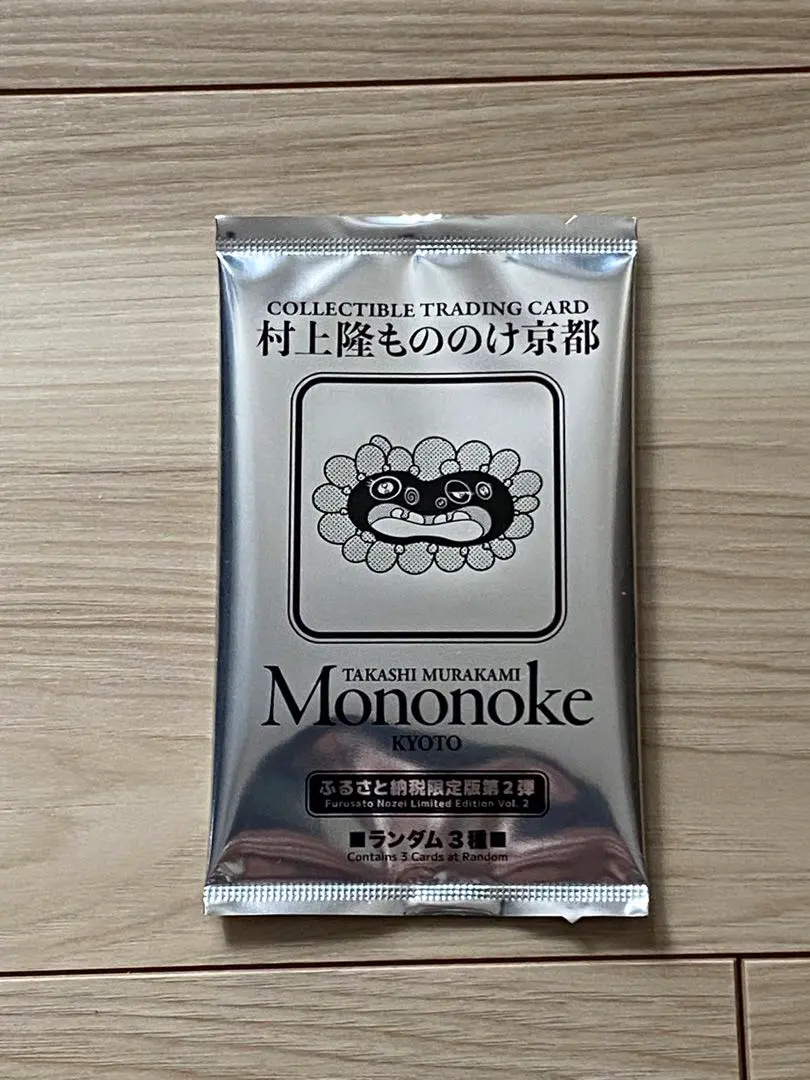 COLLECTIBLE TRADING CARD
村上隆もののけ京都
TAKASHI MURAKAMI
Mononoke
KYOTO
ふるさと納税限定版第2弾
Furusato Nozei Limited Edition Vol. 2
■ランダム3種■
Contains 3 Cards at Random